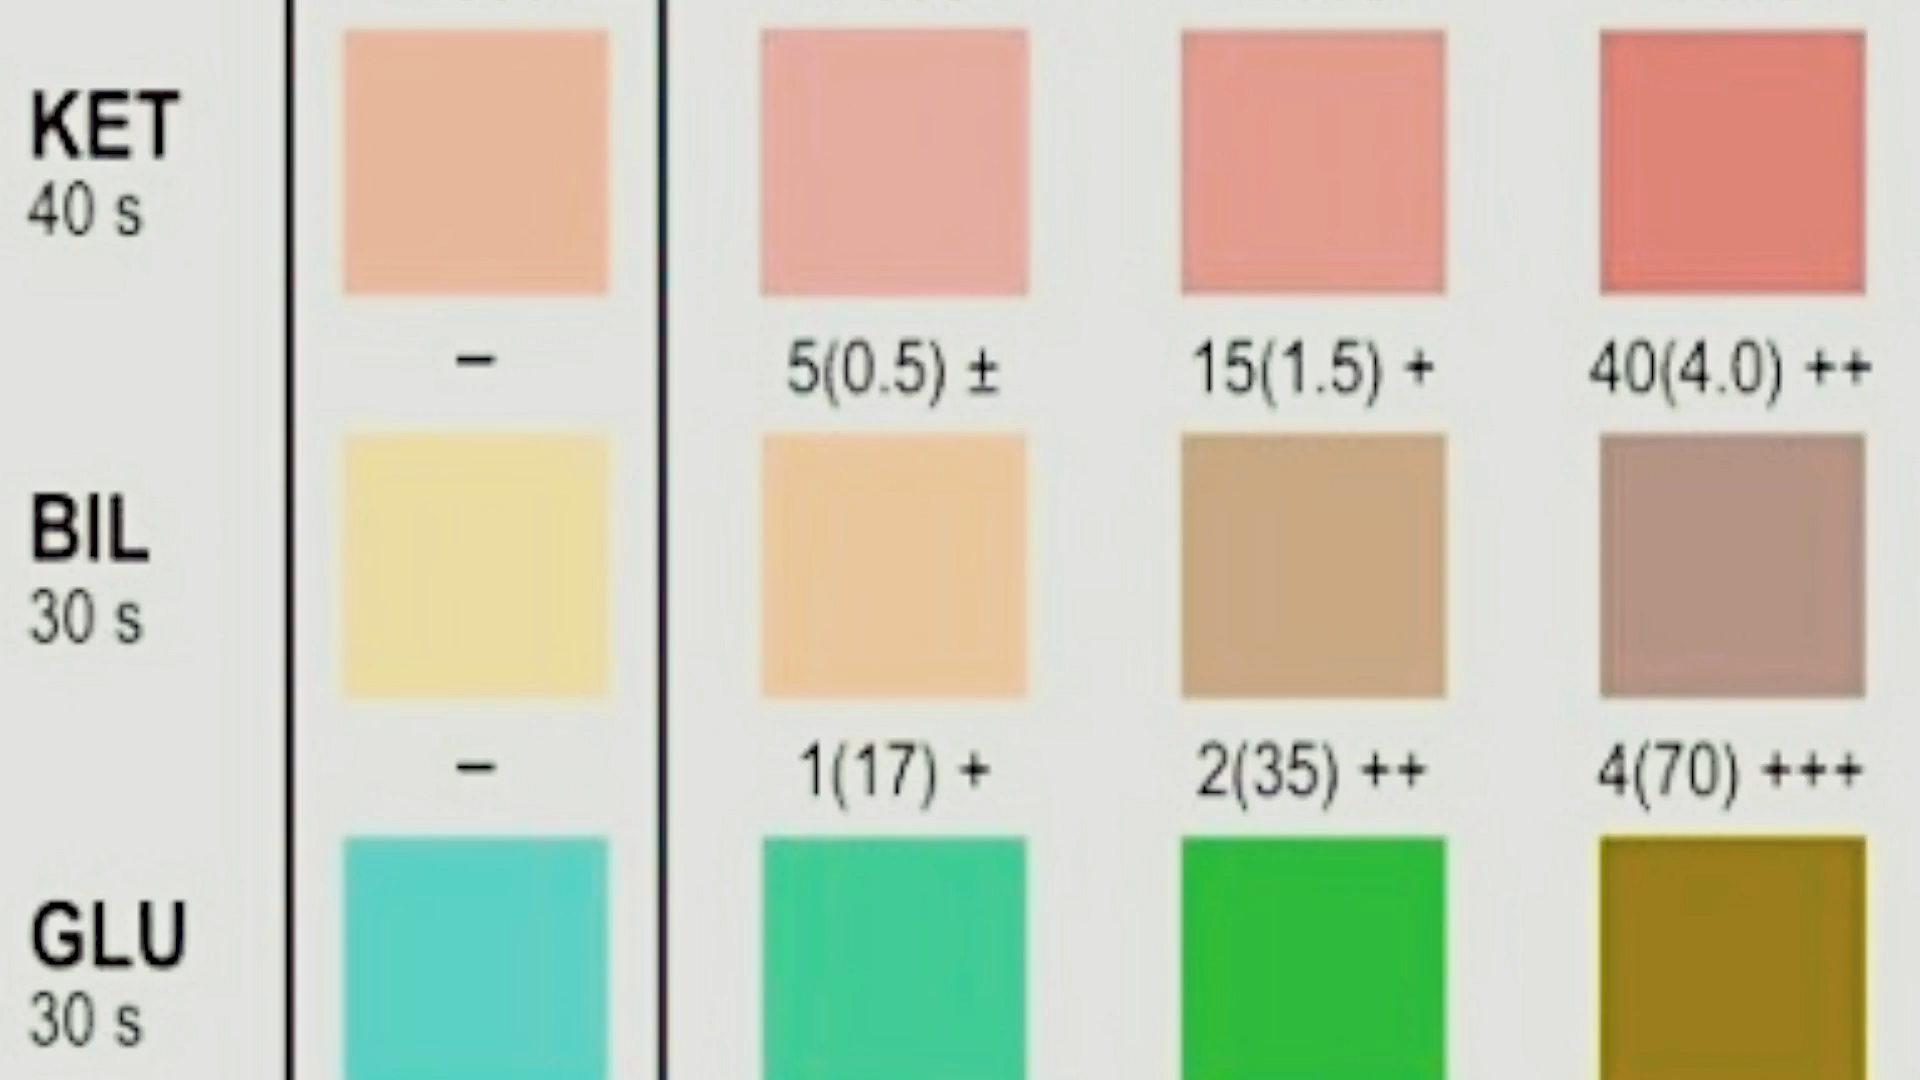 KET
40 s
– 5(0.5) ± 15(1.5) + 40(4.0) ++
BIL
30 s
– 1(17) + 2(35) ++ 4(70) +++
GLU
30 s